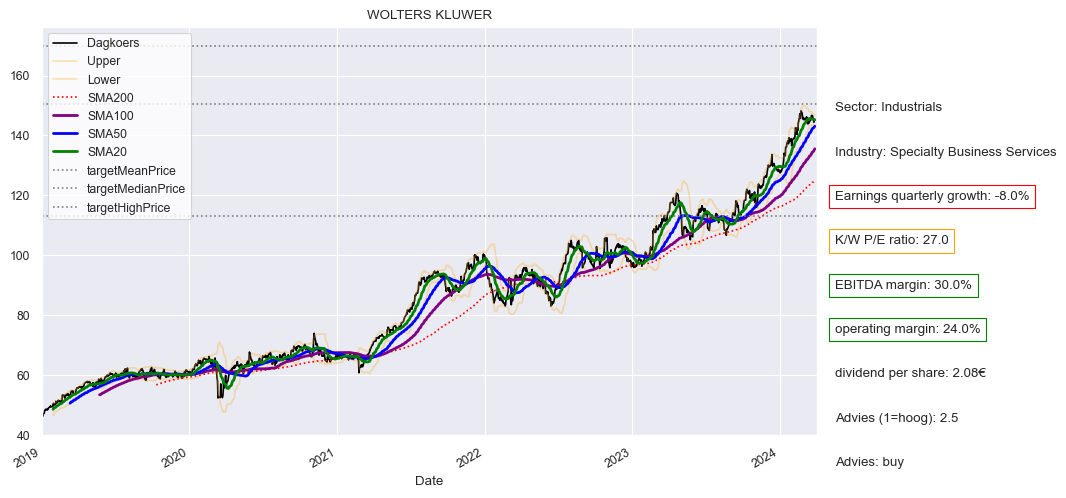 WOLTERS KLUWER
Dagkoers
Upper
Lower
SMA200
SMA100
SMA50
SMA20
targetMeanPrice
targetMedianPrice
targetHighPrice
160
140
120
100
80
60
40
2019
2020
2021
2022
2023
2024
Date
Sector: Industrials
Industry: Specialty Business Services
Earnings quarterly growth: -8.0%
K/W P/E ratio: 27.0
EBITDA margin: 30.0%
operating margin: 24.0%
dividend per share: 2.08€
Advies (1=hoog): 2.5
Advies: buy